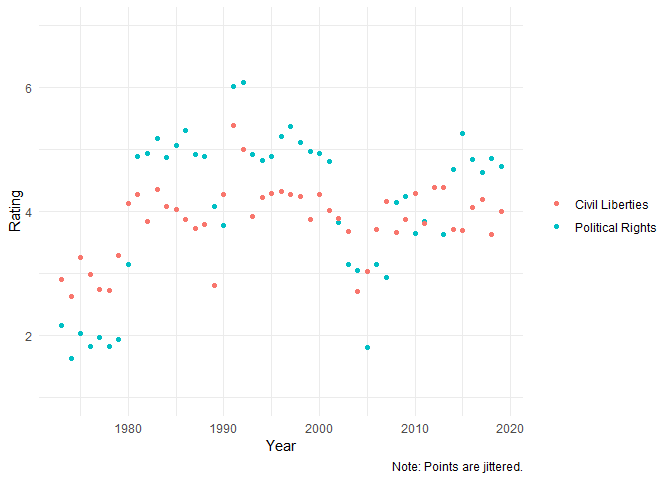 6
4
2
Rating
1980 1990 2000 2010 2020
Year
Civil Liberties
Political Rights
Note: Points are jittered.